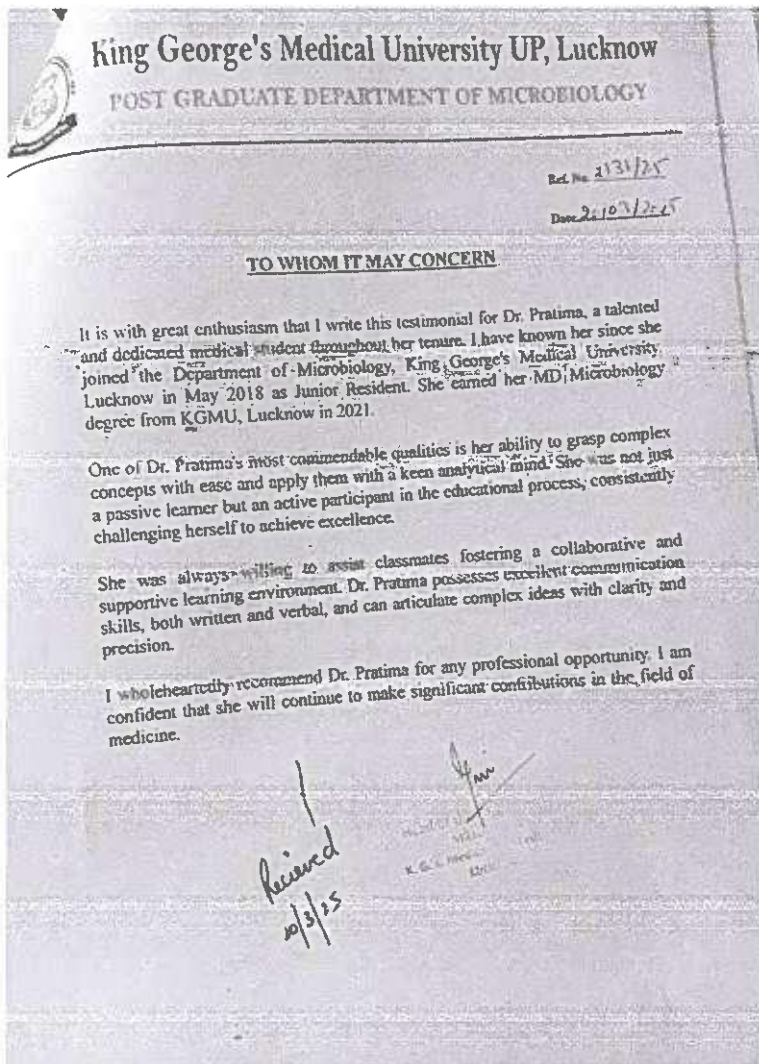 King George's Medical University UP, Lucknow
POST GRADUATE DEPARTMENT OF MICROBIOLOGY
Ref. No. 2131/25
Date
TO WHOM IT MAY CONCERN
It is with great enthusiasm that I write this testimonial for Dr. Pratima, a talented
and dedicated medical student throughout her tenure. I have known her since she
joined the Department of Microbiology, King George's Medical University,
Lucknow in May 2018 as Junior Resident. She earned her MD Microbiology
degree from KGMU, Lucknow in 2021.
One of Dr. Pratima's most commendable qualities is her ability to grasp complex
concepts with ease and apply them with a keen analytical mind. She was not just
a passive learner but an active participant in the educational process, consistently
challenging herself to achieve excellence.
She was always willing to assist classmates fostering a collaborative and
supportive learning environment. Dr. Pratima possesses excellent communication
skills, both written and verbal, and can articulate complex ideas with clarity and
precision.
I wholeheartedly recommend Dr. Pratima for any professional opportunity. I am
confident that she will continue to make significant contributions in the field of
medicine.
Recieved